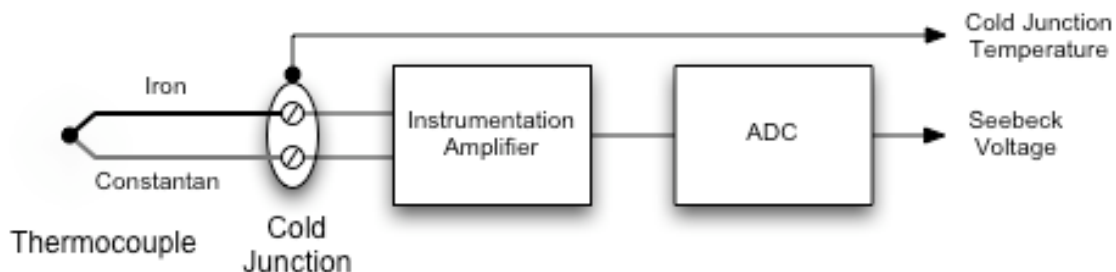 Cold Junction
Temperature
Iron
Instrumentation
Amplifier
ADC
Seebeck
Voltage
Constantan
Thermocouple
Cold
Junction